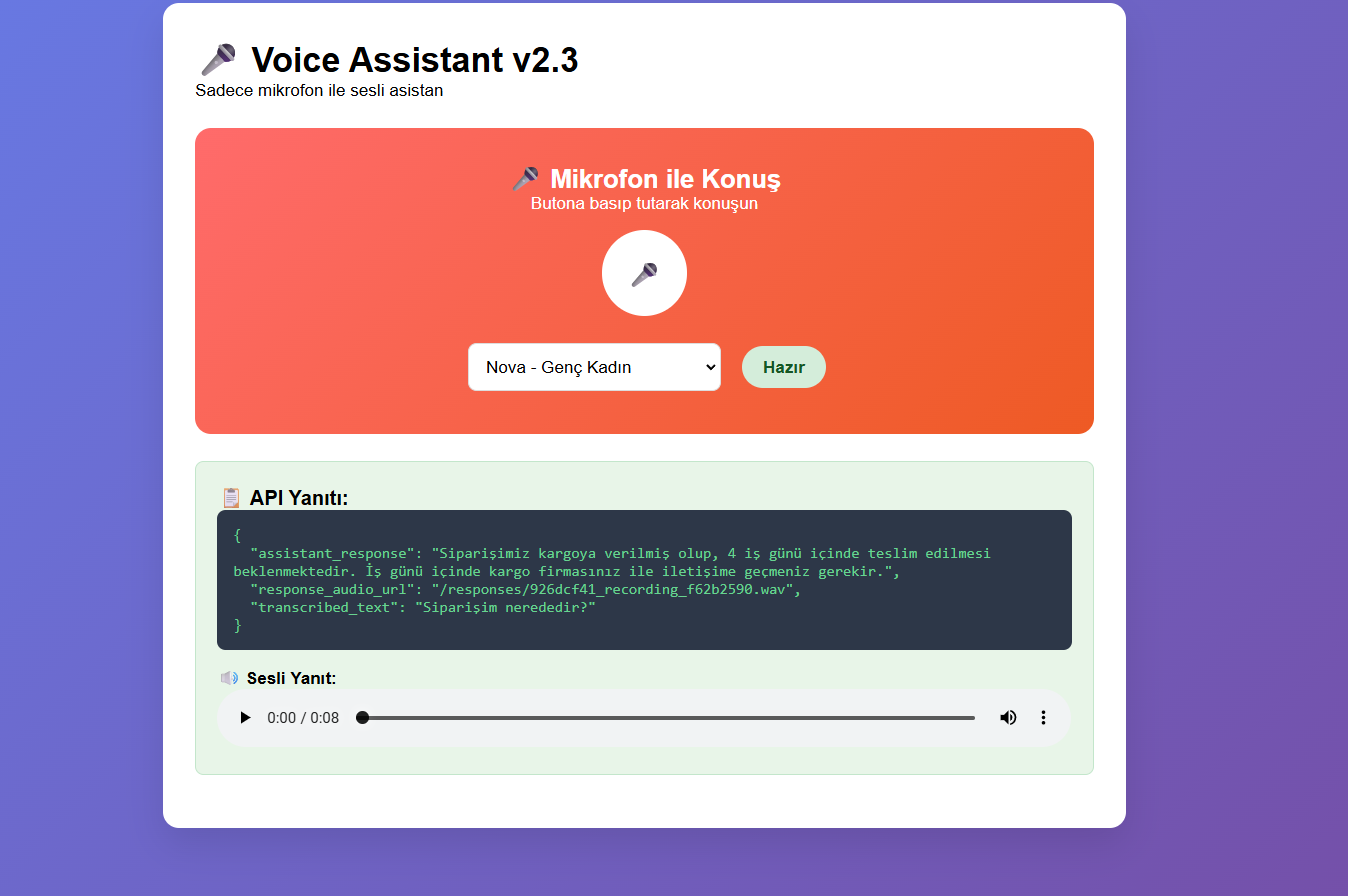 Voice Assistant v2.3
Sadece mikrofon ile sesli asistan
Mikrofon ile Konuş
Butona basıp tutarak konuşun
Nova - Genç Kadın
Hazır
API Yanıtı:
{
"assistant_response": "Siparişimiz kargoya verilmiş olup, 4 iş günü içinde teslim edilmesi
beklenmektedir. İş günü içinde kargo firmasınız ile iletişime geçmeniz gerekir.",
"response_audio_url": "/responses/926dcf41_recording_f62b2590.wav",
"transcribed_text": "Siparişim nerededir?"
}
Sesli Yanıt:
0:00 / 0:08